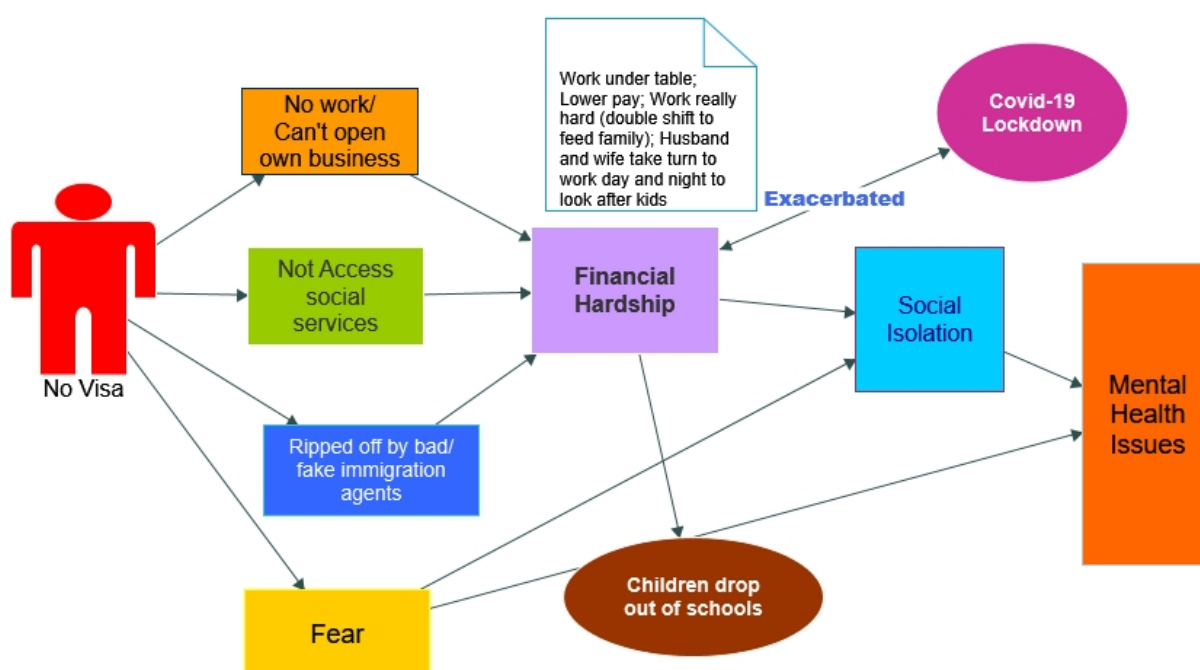 No Visa
No work/
Can't open
own business
Not Access
social
services
Ripped off by bad/
fake immigration
agents
Fear
Work under table;
Lower pay; Work really
hard (double shift to
feed family); Husband
and wife take turn to
work day and night to
look after kids
Financial
Hardship
Exacerbated
Covid-19
Lockdown
Social
Isolation
Children drop
out of schools
Mental
Health
Issues